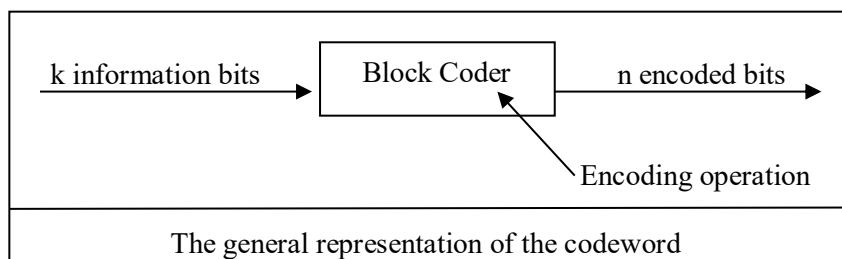 k information bits
Block Coder
n encoded bits
Encoding operation
The general representation of the codeword